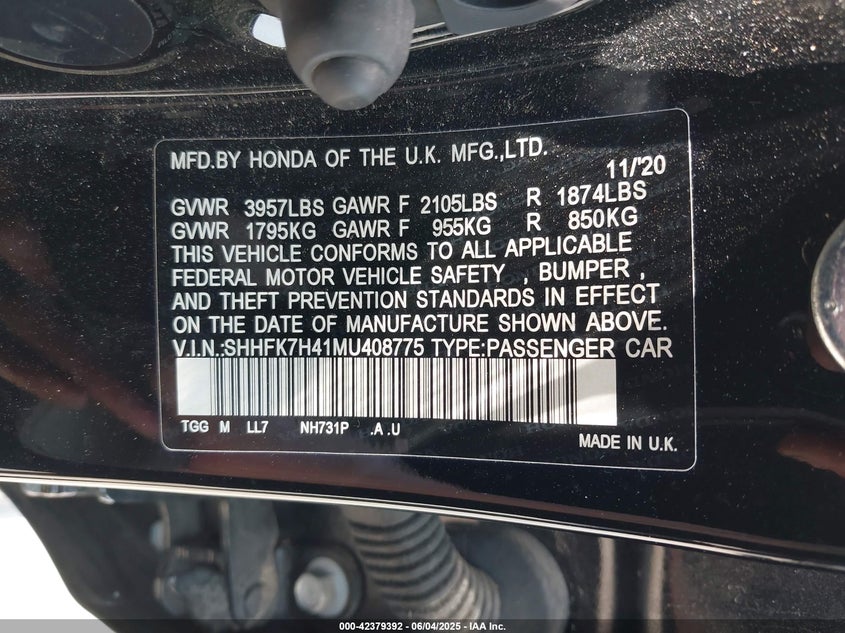 MFD.BY HONDA OF THE U.K. MFG.,LTD.
11/'20
GVWR 3957LBS GAWR F 2105LBS R 1874LBS
GVWR 1795KG GAWR F 955KG R 850KG
THIS VEHICLE CONFORMS TO ALL APPLICABLE
FEDERAL MOTOR VEHICLE SAFETY , BUMPER ,
AND THEFT PREVENTION STANDARDS IN EFFECT
ON THE DATE OF MANUFACTURE SHOWN ABOVE.
V.I.N.:SHHFK7H41MU408775 TYPE:PASSENGER CAR
TGG M LL7 NH731P .A .U
MADE IN U.K.
000-42379392 - 06/04/2025 - IAA Inc.